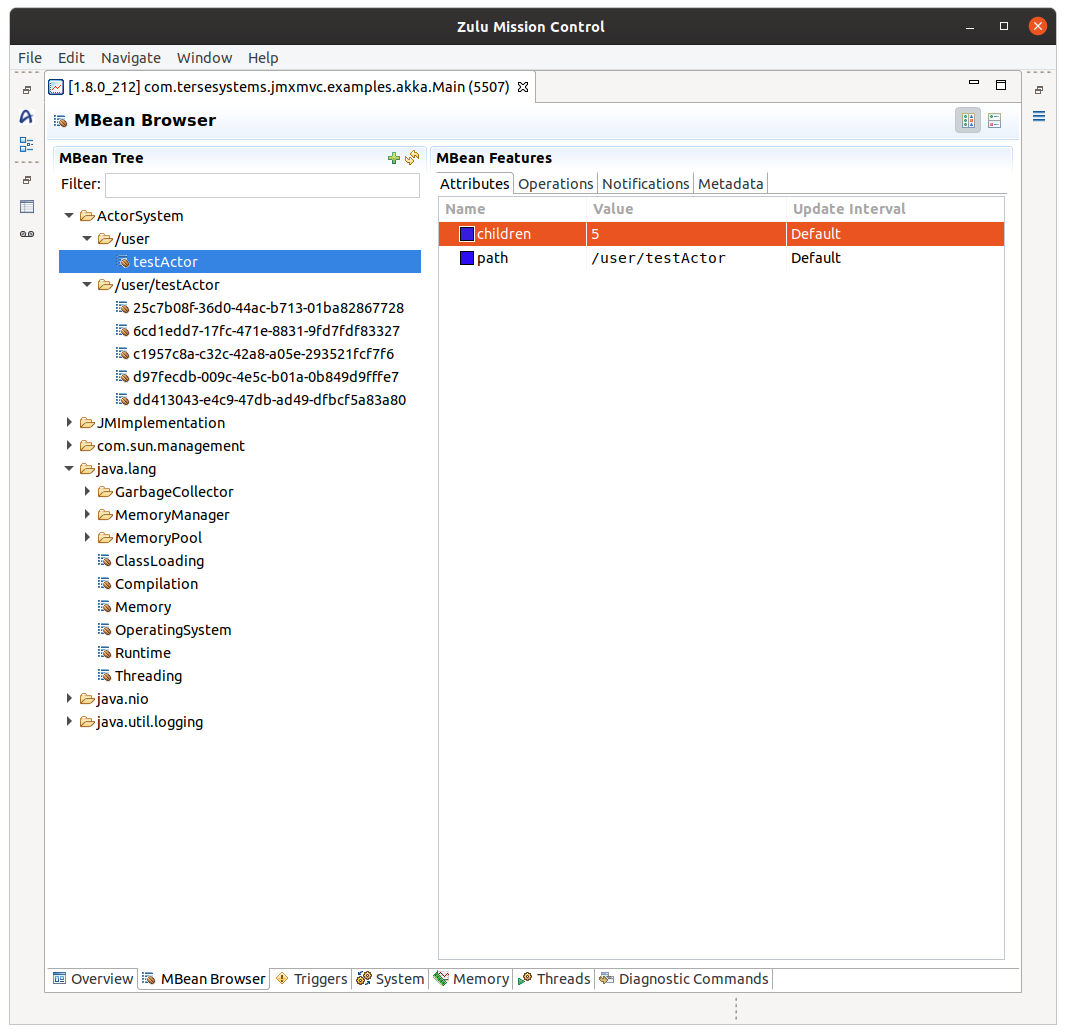 Zulu Mission Control
File Edit Navigate Window Help
[1.8.0_212] com.tersesystems.jmxmvc.examples.akka.Main (5507)
MBean Browser
MBean Tree
Filter:
ActorSystem
/user
testActor
/user/testActor
25c7b08f-36d0-44ac-b713-01ba82867728
6cd1edd7-17fc-471e-8831-9fd7fdf83327
c1957c8a-c32c-42a8-a05e-293521fcf7f6
d97fecdb-009c-4e5c-b01a-0b849d9fffe7
dd413043-e4c9-47db-ad49-dfbcf5a83a80
JMImplementation
com.sun.management
java.lang
GarbageCollector
MemoryManager
MemoryPool
ClassLoading
Compilation
Memory
OperatingSystem
Runtime
Threading
java.nio
java.util.logging
MBean Features
Attributes Operations Notifications Metadata
Name Value Update Interval
children 5 Default
path /user/testActor Default
Overview MBean Browser Triggers System Memory Threads Diagnostic Commands